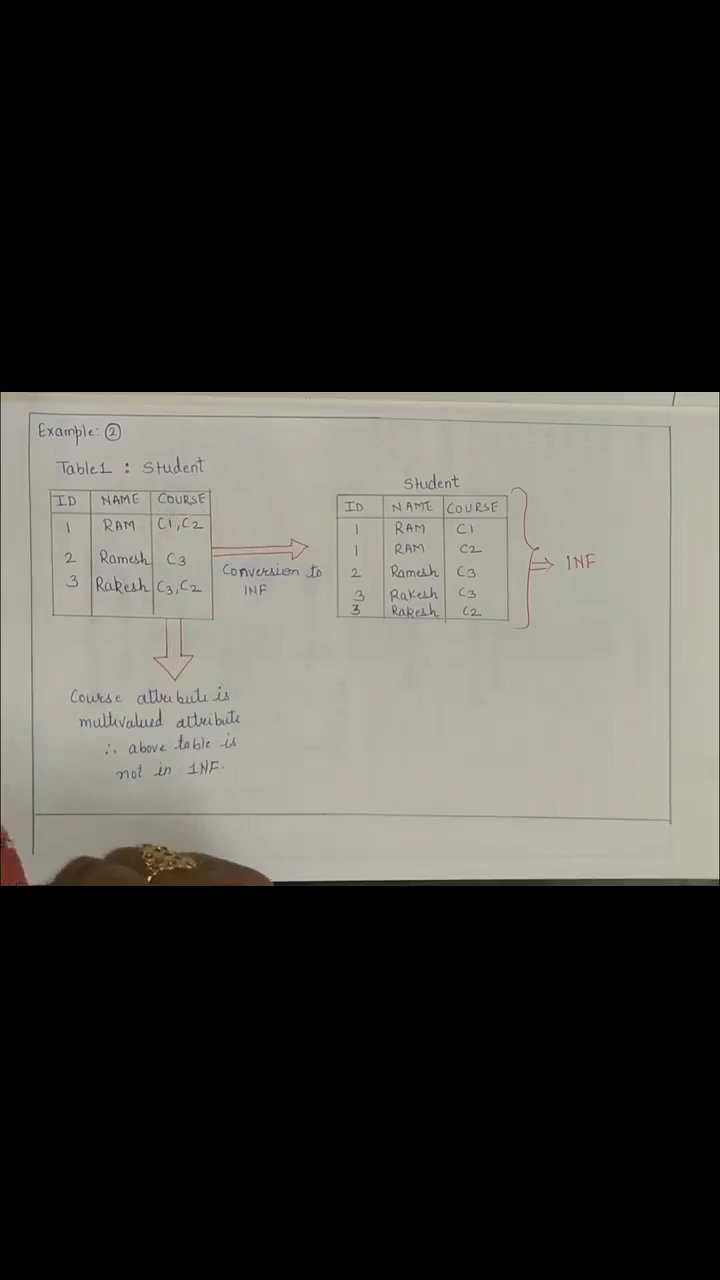 Example: ②
Table1 : Student
ID NAME COURSE
1 RAM C1, C2
2 Ramesh C3
3 Rakesh C3, C2
Conversion to
1NF
Course attribute is
multivalued attribute
∴ above table is
not in 1NF.
Student
ID NAME COURSE
1 RAM C1
1 RAM C2
2 Ramesh C3
3 Rakesh C3
3 Rakesh C2
1NF